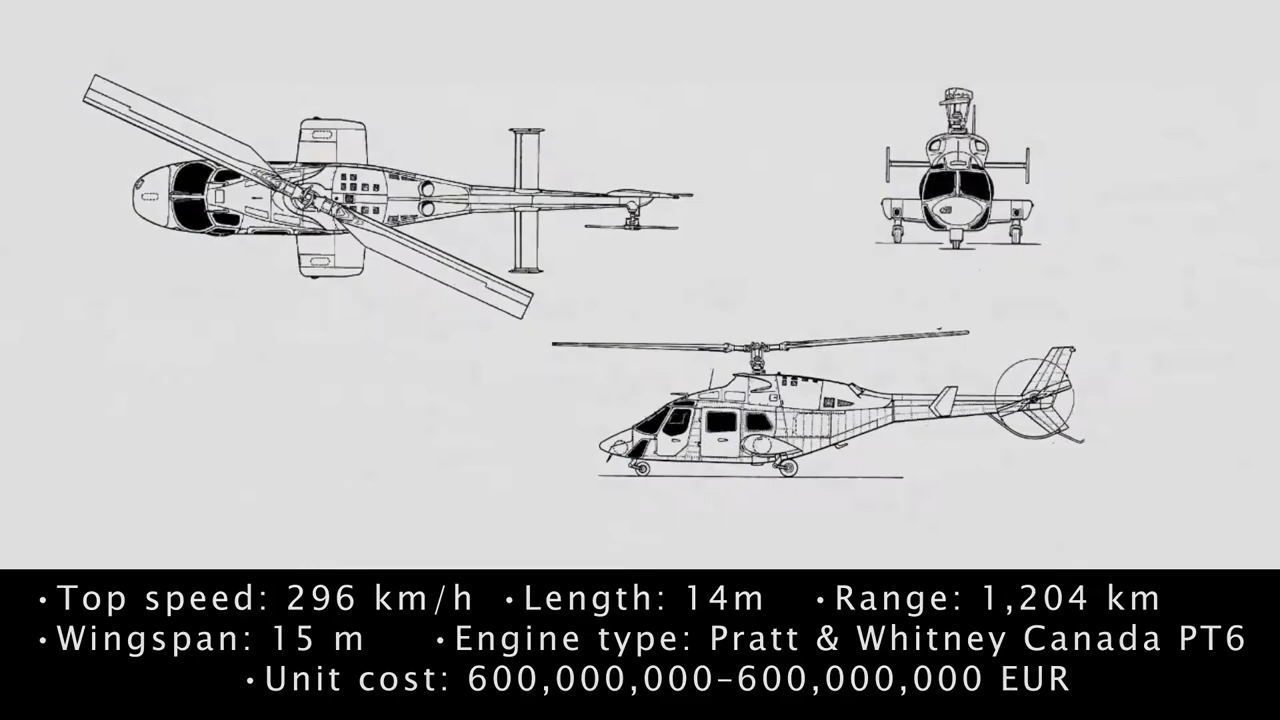 •Top speed: 296 km/h •Length: 14m •Range: 1,204 km
•Wingspan: 15 m •Engine type: Pratt & Whitney Canada PT6
•Unit cost: 600,000,000–600,000,000 EUR